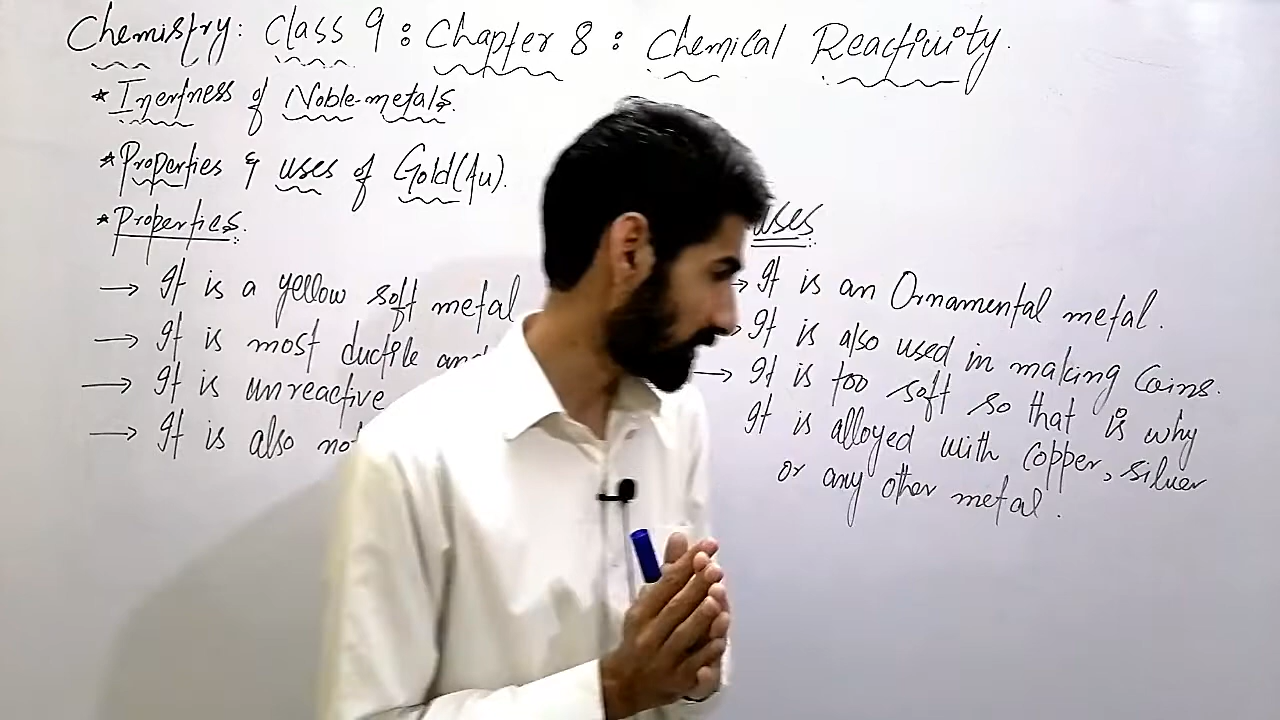 Chemistry: Class 9 : Chapter 8 : Chemical Reactivity.
* Inertness of Noble-metals.
* Properties & uses of Gold(Au).
* Properties.
→ It is a yellow soft metal
→ It is most ductile and
→ It is unreactive
→ It is also not
uses
→ It is an Ornamental metal.
→ It is also used in making Coins.
→ It is too soft so that is why
It is alloyed with Copper, silver
or any other metal.